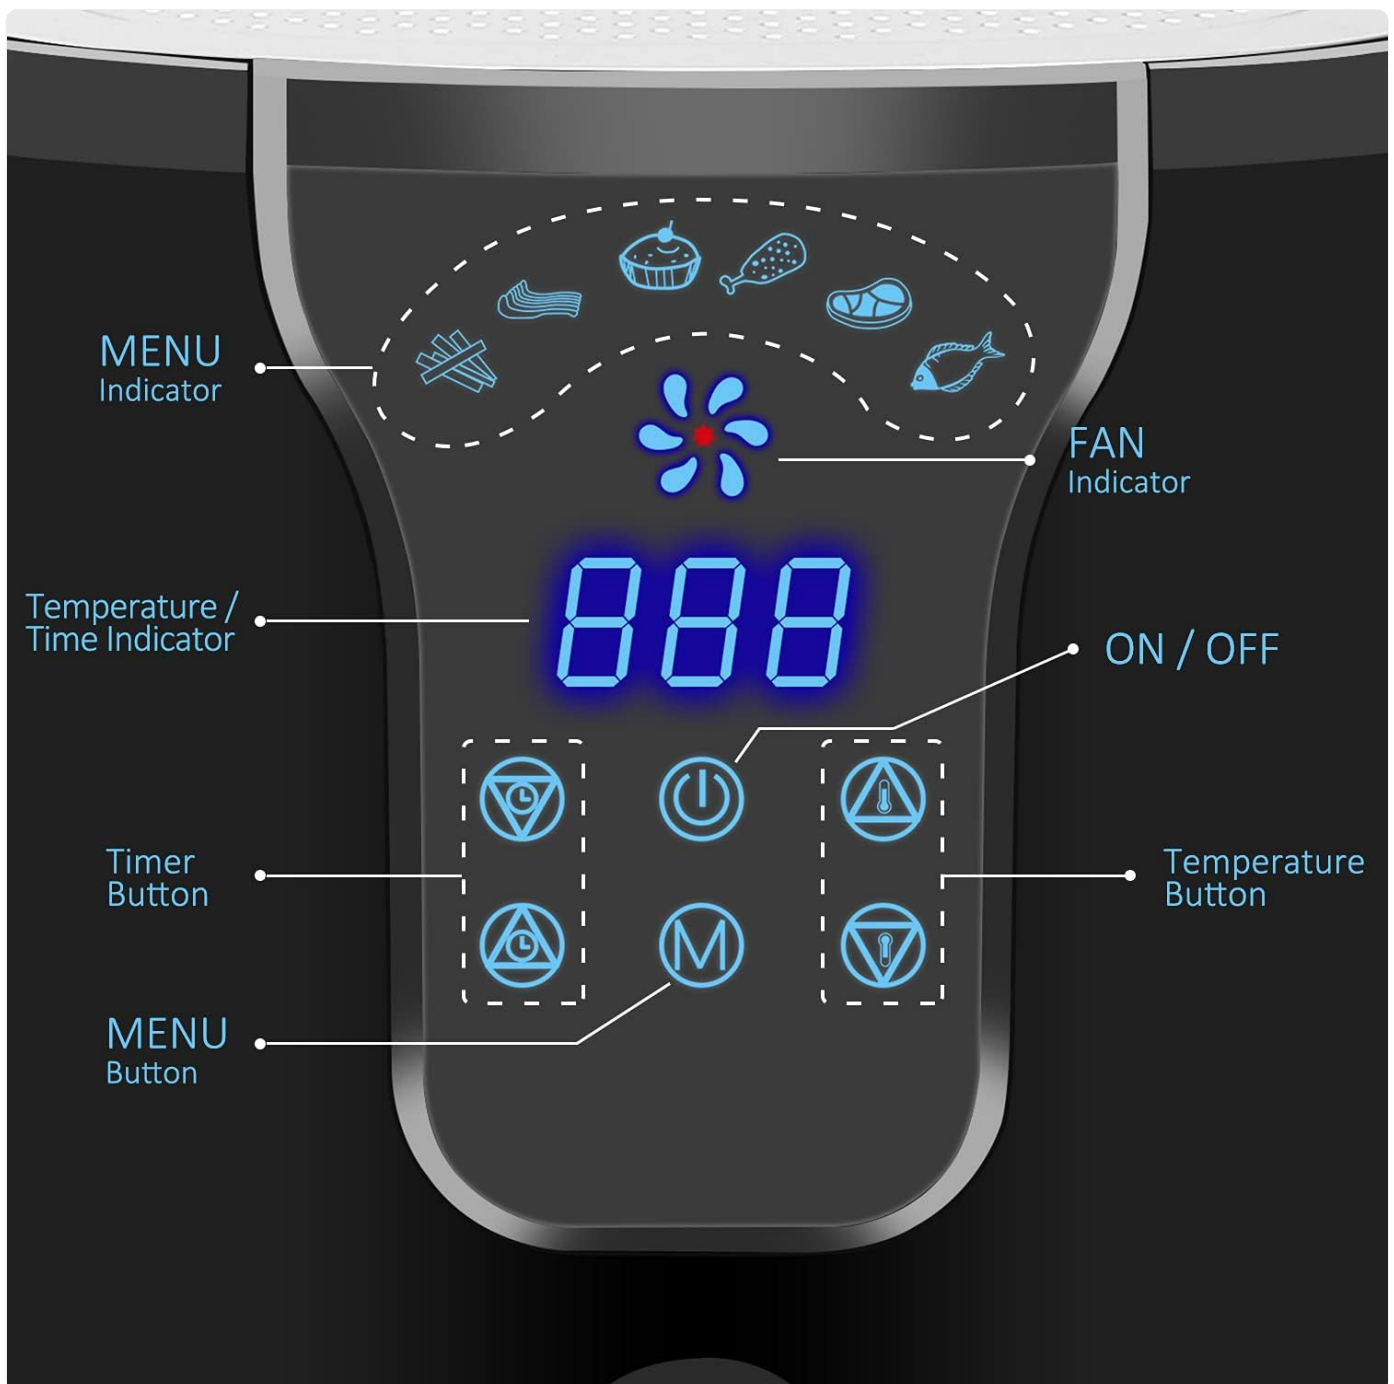 MENU
Indicator
FAN
Indicator
888
Temperature /
Time Indicator
ON / OFF
Timer
Button
Temperature
Button
M
MENU
Button